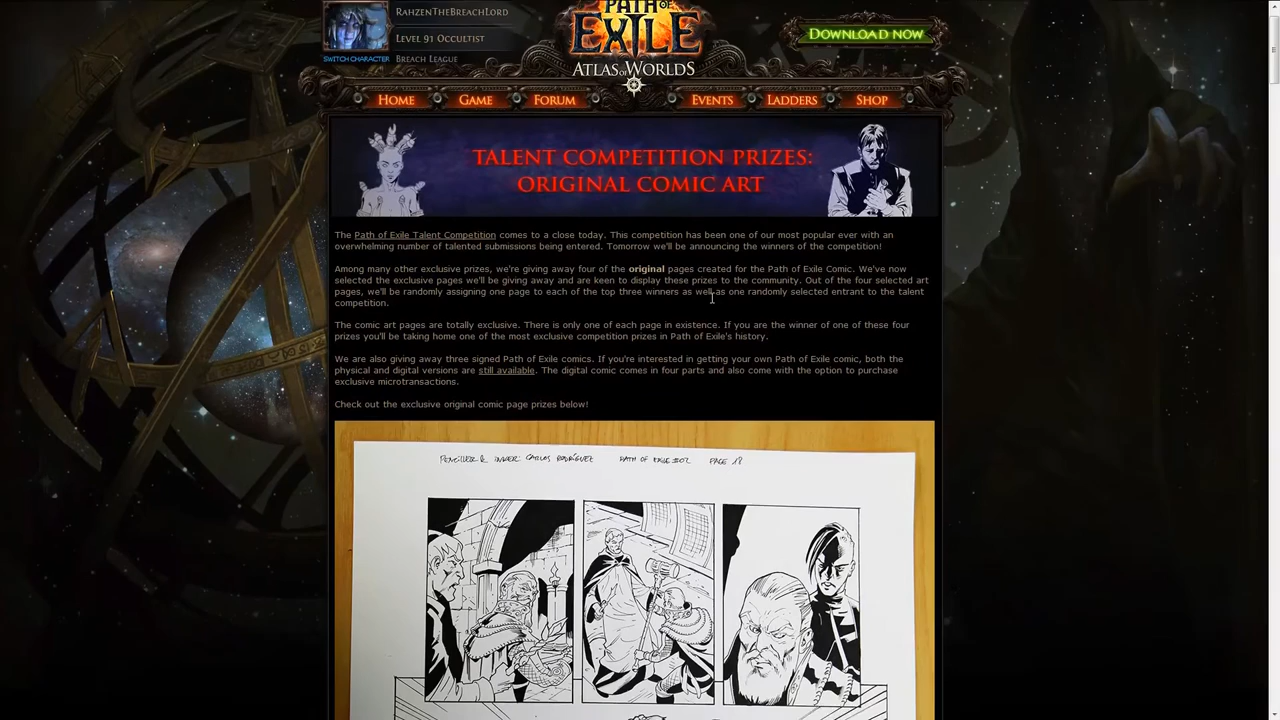 RahzenTheBreachLord
Level 91 Occultist
SWITCH CHARACTER
Breach League
PATH OF
EXILE
ATLAS OF WORLDS
DOWNLOAD NOW
HOME GAME FORUM EVENTS LADDERS SHOP
TALENT COMPETITION PRIZES:
ORIGINAL COMIC ART
The Path of Exile Talent Competition comes to a close today. This competition has been one of our most popular ever with an
overwhelming number of talented submissions being entered. Tomorrow we'll be announcing the winners of the competition!
Among many other exclusive prizes, we're giving away four of the original pages created for the Path of Exile Comic. We've now
selected the exclusive pages we'll be giving away and are keen to display these prizes to the community. Out of the four selected art
pages, we'll be randomly assigning one page to each of the top three winners as well as one randomly selected entrant to the talent
competition.
The comic art pages are totally exclusive. There is only one of each page in existence. If you are the winner of one of these four
prizes you'll be taking home one of the most exclusive competition prizes in Path of Exile's history.
We are also giving away three signed Path of Exile comics. If you're interested in getting your own Path of Exile comic, both the
physical and digital versions are still available. The digital comic comes in four parts and also come with the option to purchase
exclusive microtransactions.
Check out the exclusive original comic page prizes below!
PENCILLER & INKER: CARLOS RODRÍGUEZ PATH OF EXILE #02 PAGE 18